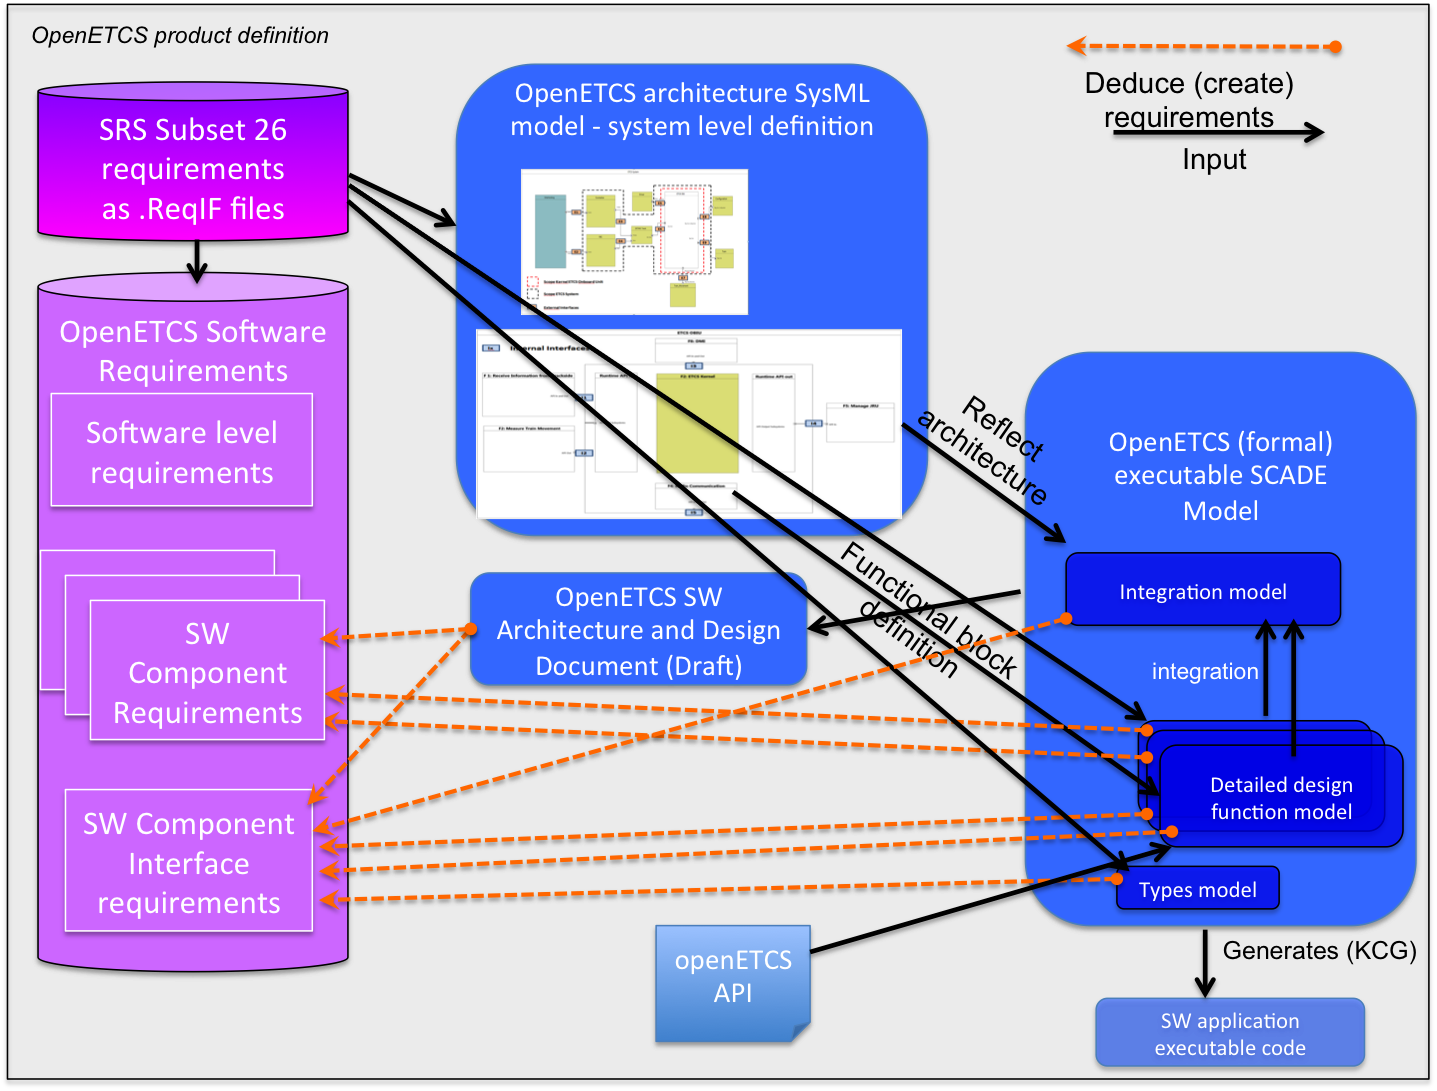 OpenETCS product definition
Deduce (create)
requirements
Input
SRS Subset 26
requirements
as .ReqIF files
OpenETCS architecture SysML
model - system level definition
Internal Interfaces
OpenETCS Software
Requirements
Software level
requirements
SW
Component
Requirements
SW Component
Interface
requirements
OpenETCS SW
Architecture and Design
Document (Draft)
Reflect
architecture
Functional block
definition
OpenETCS (formal)
executable SCADE
Model
Integration model
integration
Detailed design
function model
Types model
openETCS
API
Generates (KCG)
SW application
executable code